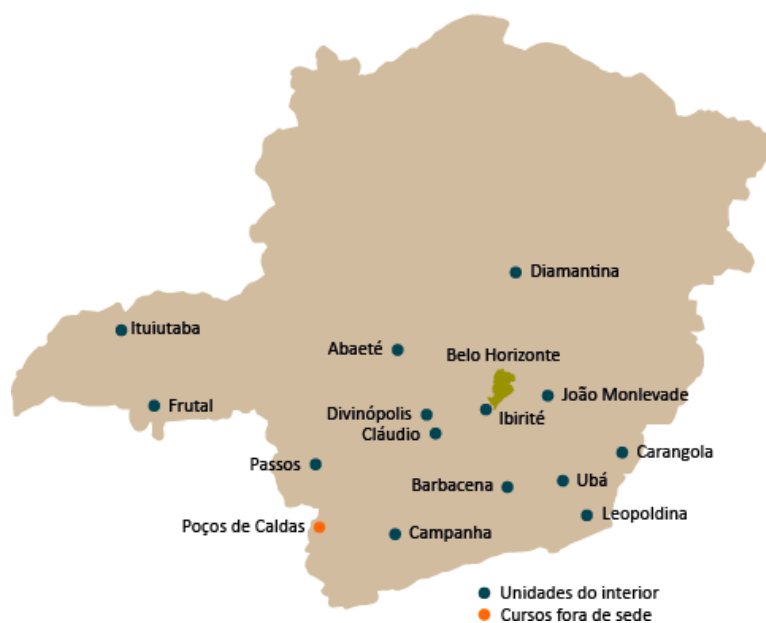 Diamantina
Ituiutaba
Abaeté
Belo Horizonte
João Monlevade
Frutal
Divinópolis
Ibirité
Cláudio
Carangola
Passos
Ubá
Barbacena
Leopoldina
Poços de Caldas
Campanha
Unidades do interior
Cursos fora de sede